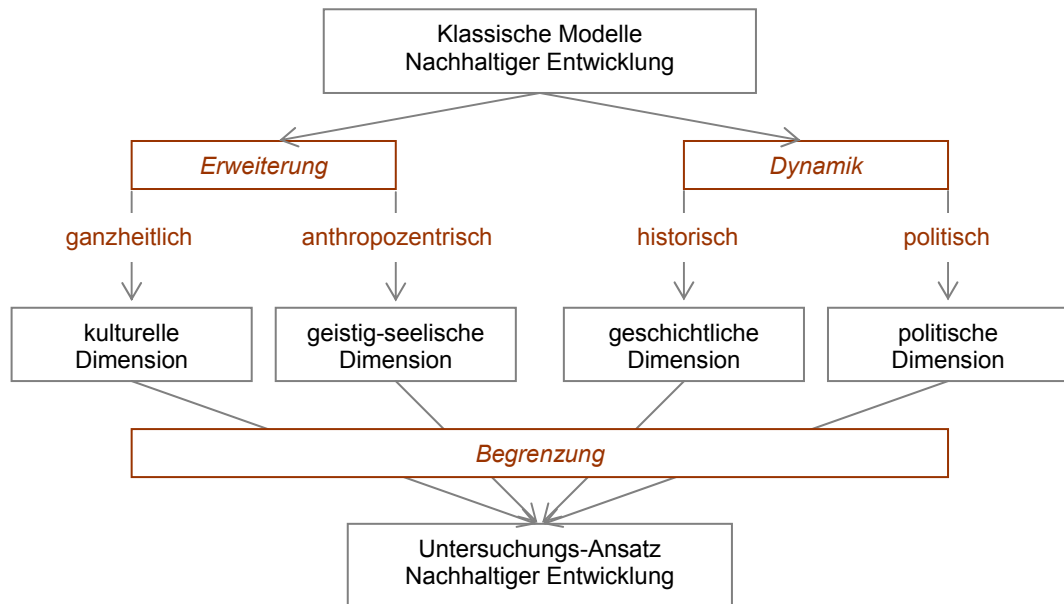 Klassische Modelle
Nachhaltiger Entwicklung
Erweiterung
Dynamik
ganzheitlich
anthropozentrisch
historisch
politisch
kulturelle
Dimension
geistig-seelische
Dimension
geschichtliche
Dimension
politische
Dimension
Begrenzung
Untersuchungs-Ansatz
Nachhaltiger Entwicklung